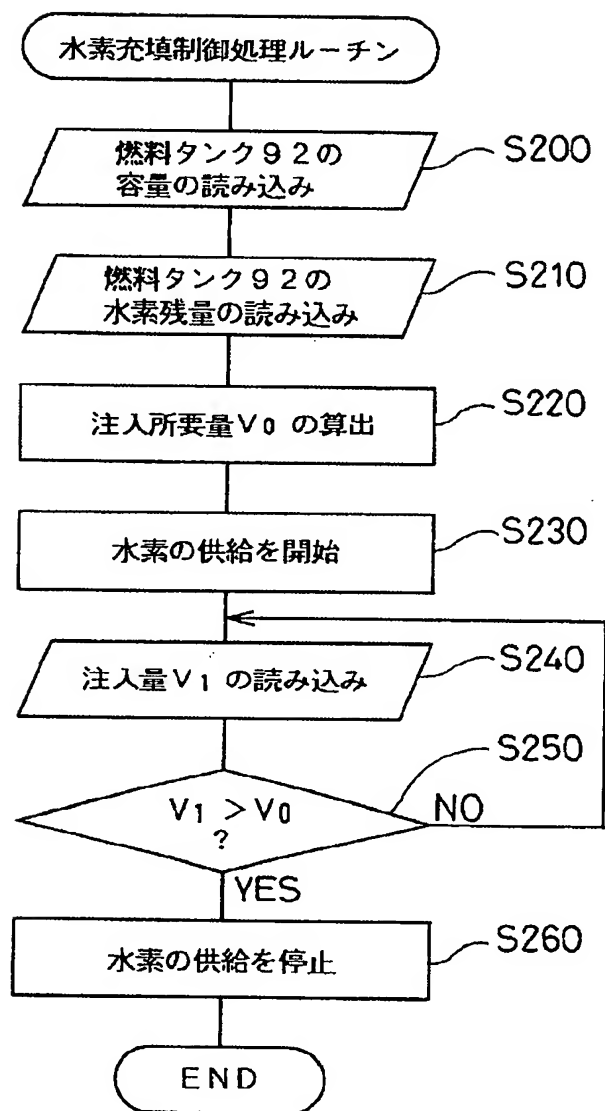 水素充填制御処理ルーチン
燃料タンク９２の
容量の読み込み
S200
燃料タンク９２の
水素残量の読み込み
S210
注入所要量V0 の算出
S220
水素の供給を開始
S230
注入量V1 の読み込み
S240
S250
V1 > V0
?
NO
YES
水素の供給を停止
S260
END